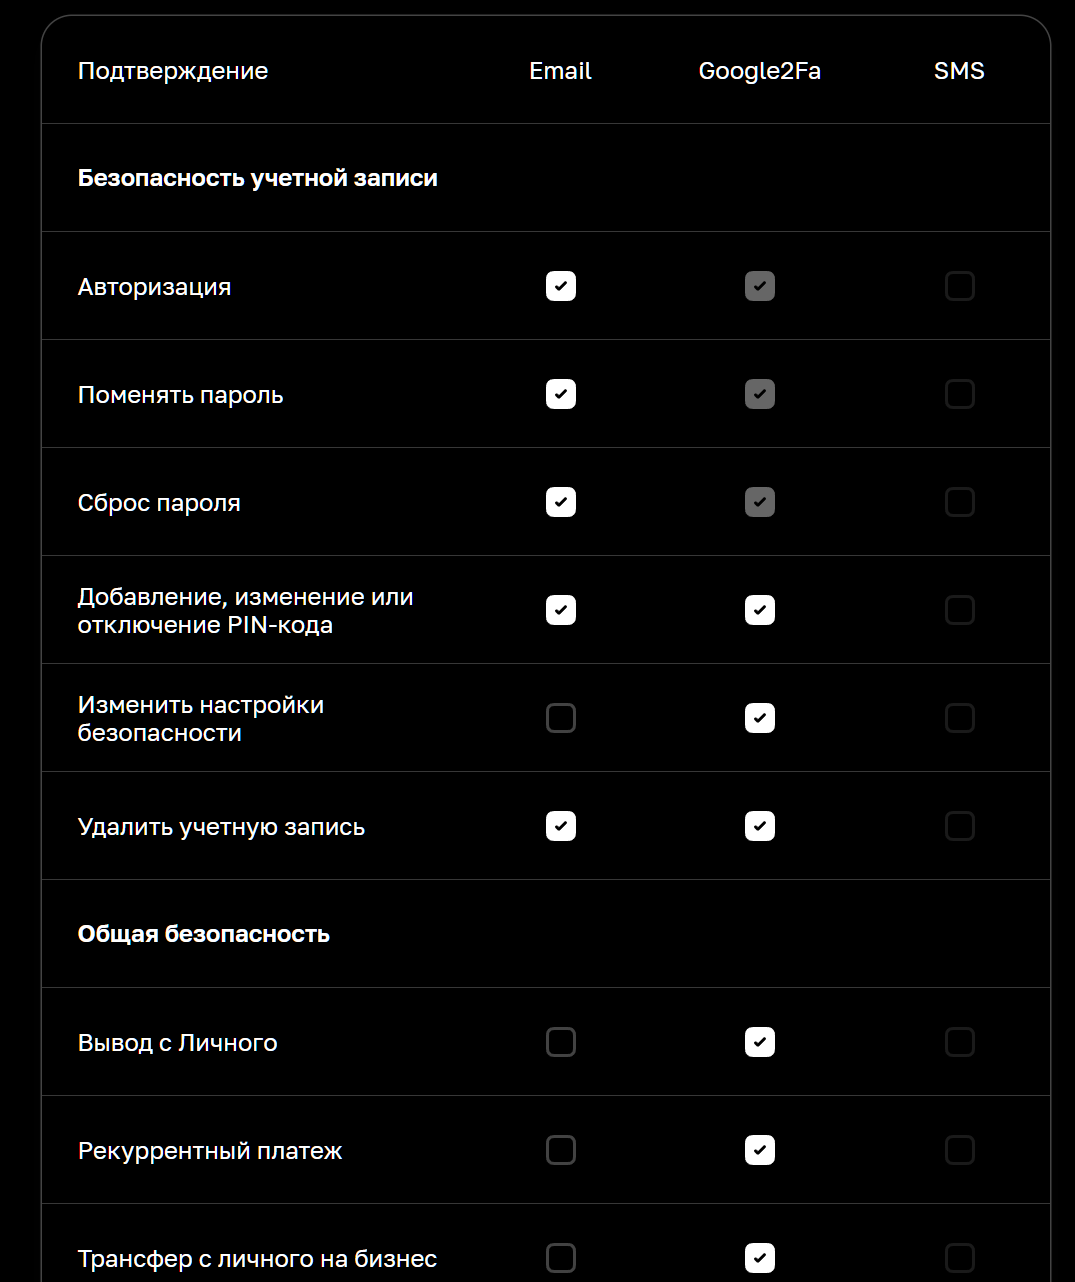 Подтверждение Email Google2Fa SMS
Безопасность учетной записи
Авторизация
Поменять пароль
Сброс пароля
Добавление, изменение или
отключение PIN-кода
Изменить настройки
безопасности
Удалить учетную запись
Общая безопасность
Вывод с Личного
Рекуррентный платеж
Трансфер с личного на бизнес